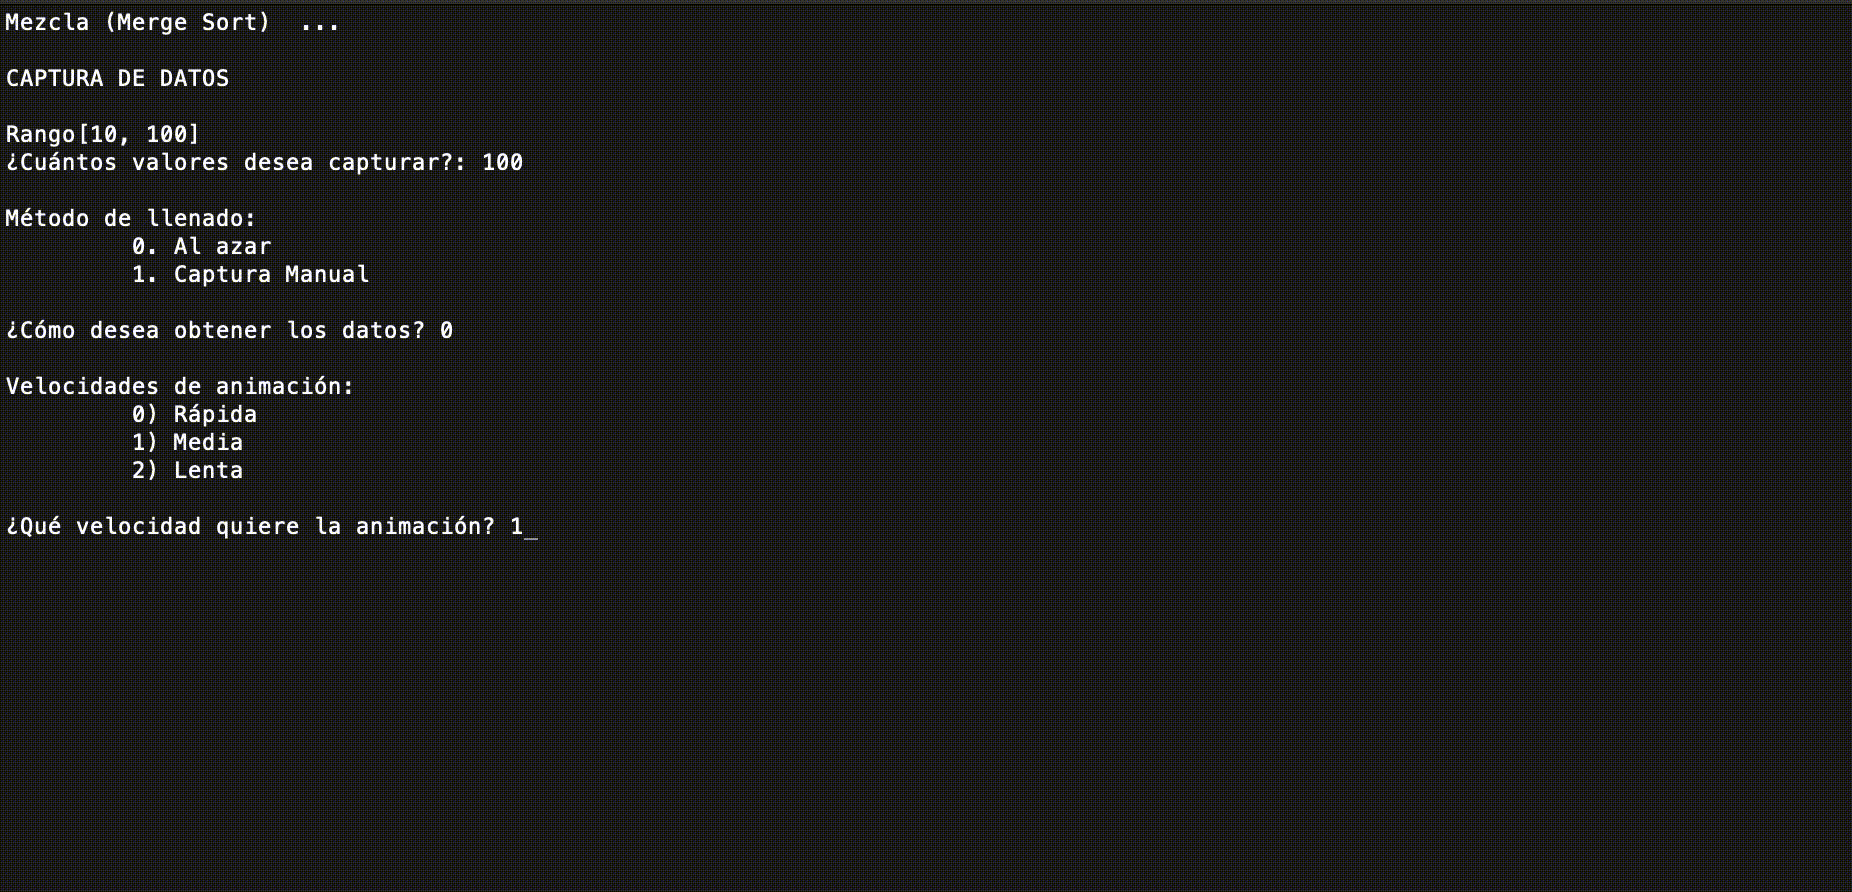 Mezcla (Merge Sort)  ...
CAPTURA DE DATOS
Rango[10, 100]
¿Cuántos valores desea capturar?: 100
Método de llenado:
0. Al azar
1. Captura Manual
¿Cómo desea obtener los datos? 0
Velocidades de animación:
0) Rápida
1) Media
2) Lenta
¿Qué velocidad quiere la animación? 1_